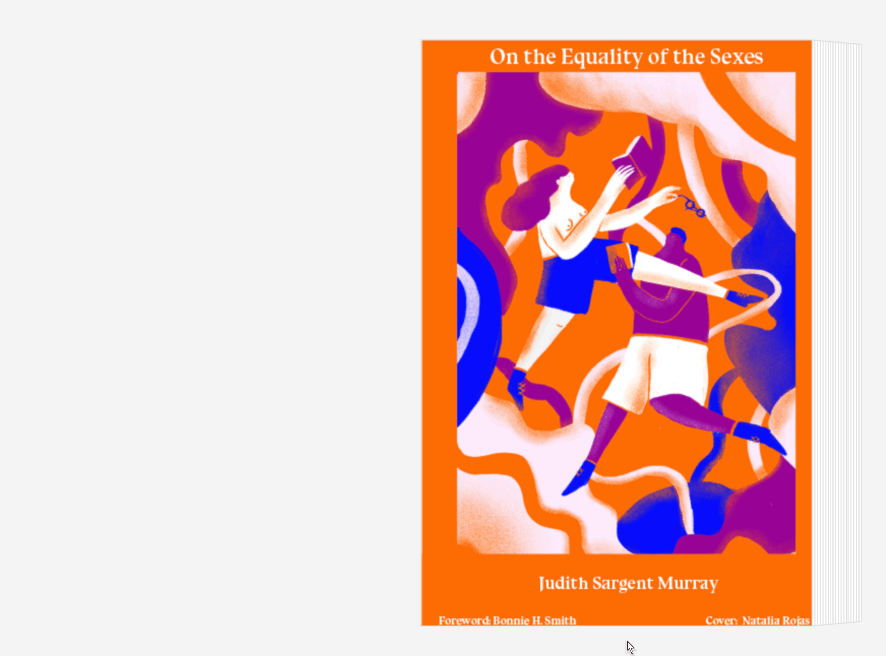 On the Equality of the Sexes
Judith Sargent Murray
Foreword: Bonnie H. Smith
Cover: Natalia Rojas